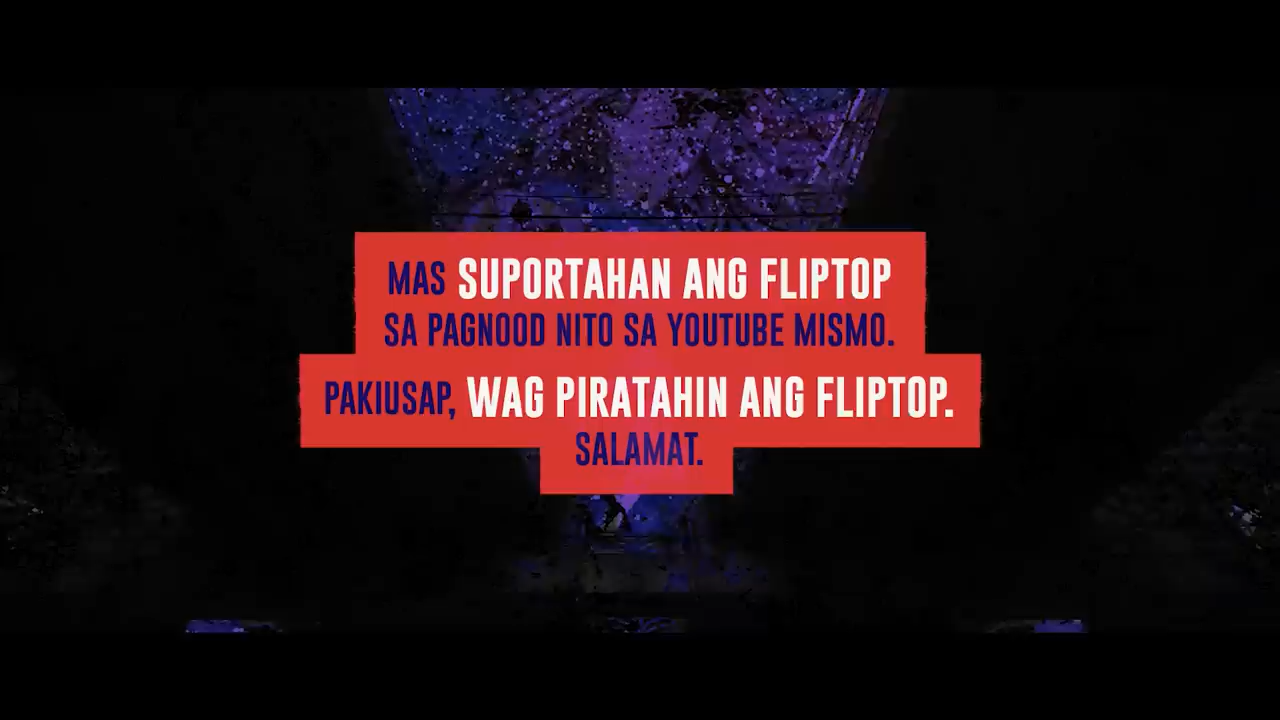 MAS SUPORTAHAN ANG FLIPTOP
SA PAGNOOD NITO SA YOUTUBE MISMO.
PAKIUSAP, WAG PIRATAHIN ANG FLIPTOP.
SALAMAT.